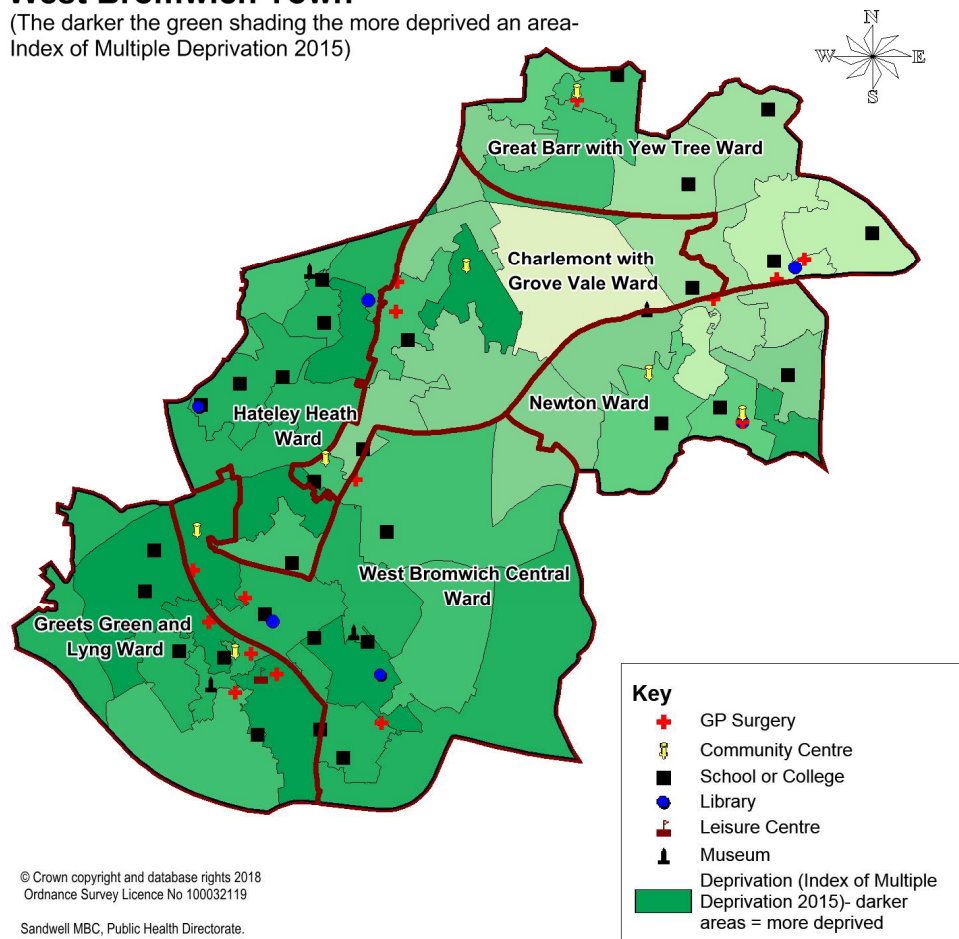 West Bromwich Town
(The darker the green shading the more deprived an area-
Index of Multiple Deprivation 2015)
N
W
E
S
Great Barr with Yew Tree Ward
Charlemont with
Grove Vale Ward
Newton Ward
Hateley Heath
Ward
West Bromwich Central
Ward
Greets Green and
Lyng Ward
Key
GP Surgery
Community Centre
School or College
Library
Leisure Centre
Museum
Deprivation (Index of Multiple
Deprivation 2015)- darker
areas = more deprived
© Crown copyright and database rights 2018
Ordnance Survey Licence No 100032119
Sandwell MBC, Public Health Directorate.